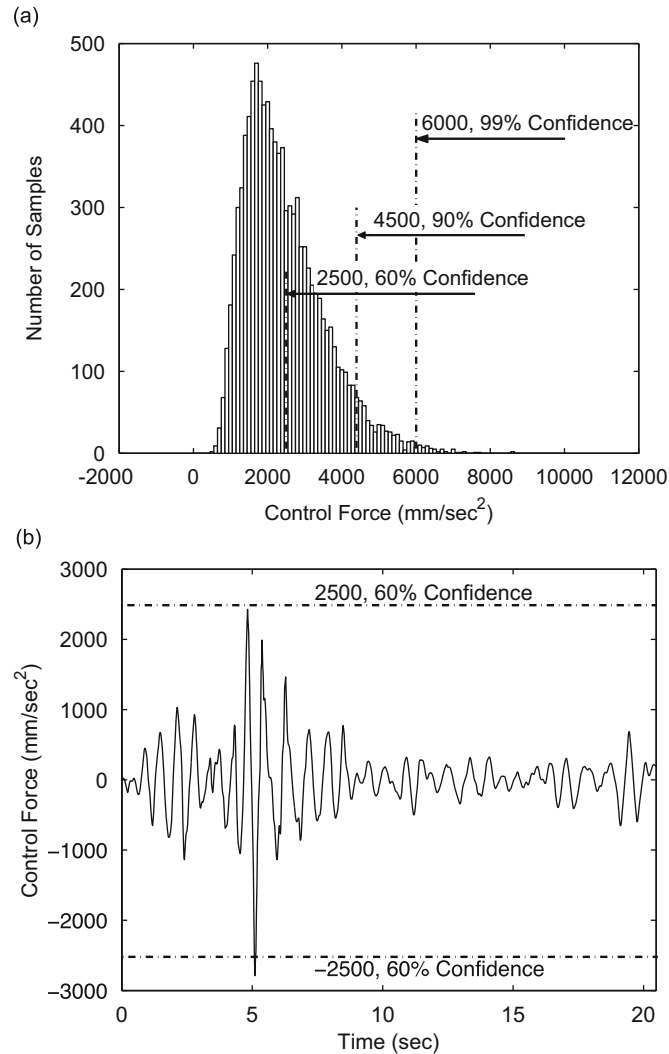 (a)
500
400
300
200
100
0
Number of Samples
6000, 99% Confidence
4500, 90% Confidence
2500, 60% Confidence
-2000
0
2000
4000
6000
8000
10000
12000
Control Force (mm/sec²)
(b)
3000
2000
1000
0
−1000
−2000
−3000
Control Force (mm/sec²)
2500, 60% Confidence
−2500, 60% Confidence
0
5
10
15
20
Time (sec)